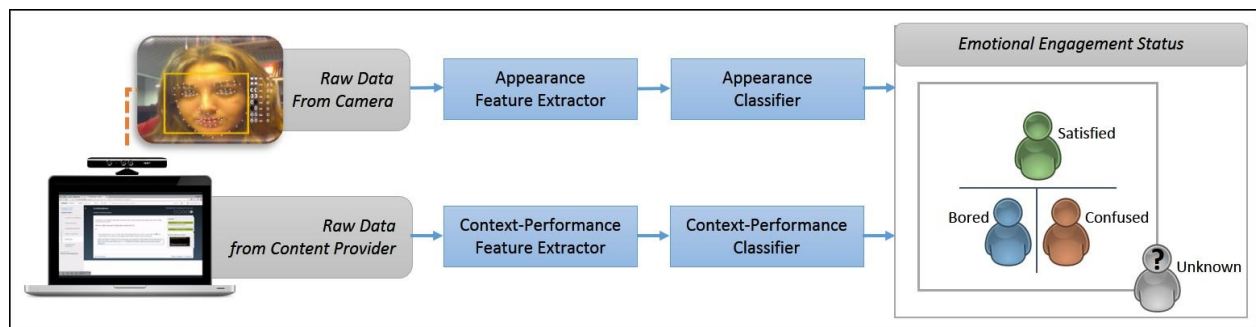 Raw Data
From Camera
Appearance
Feature Extractor
Appearance
Classifier
Emotional Engagement Status
Satisfied
Bored
Confused
?
Unknown
Raw Data
from Content Provider
Context-Performance
Feature Extractor
Context-Performance
Classifier